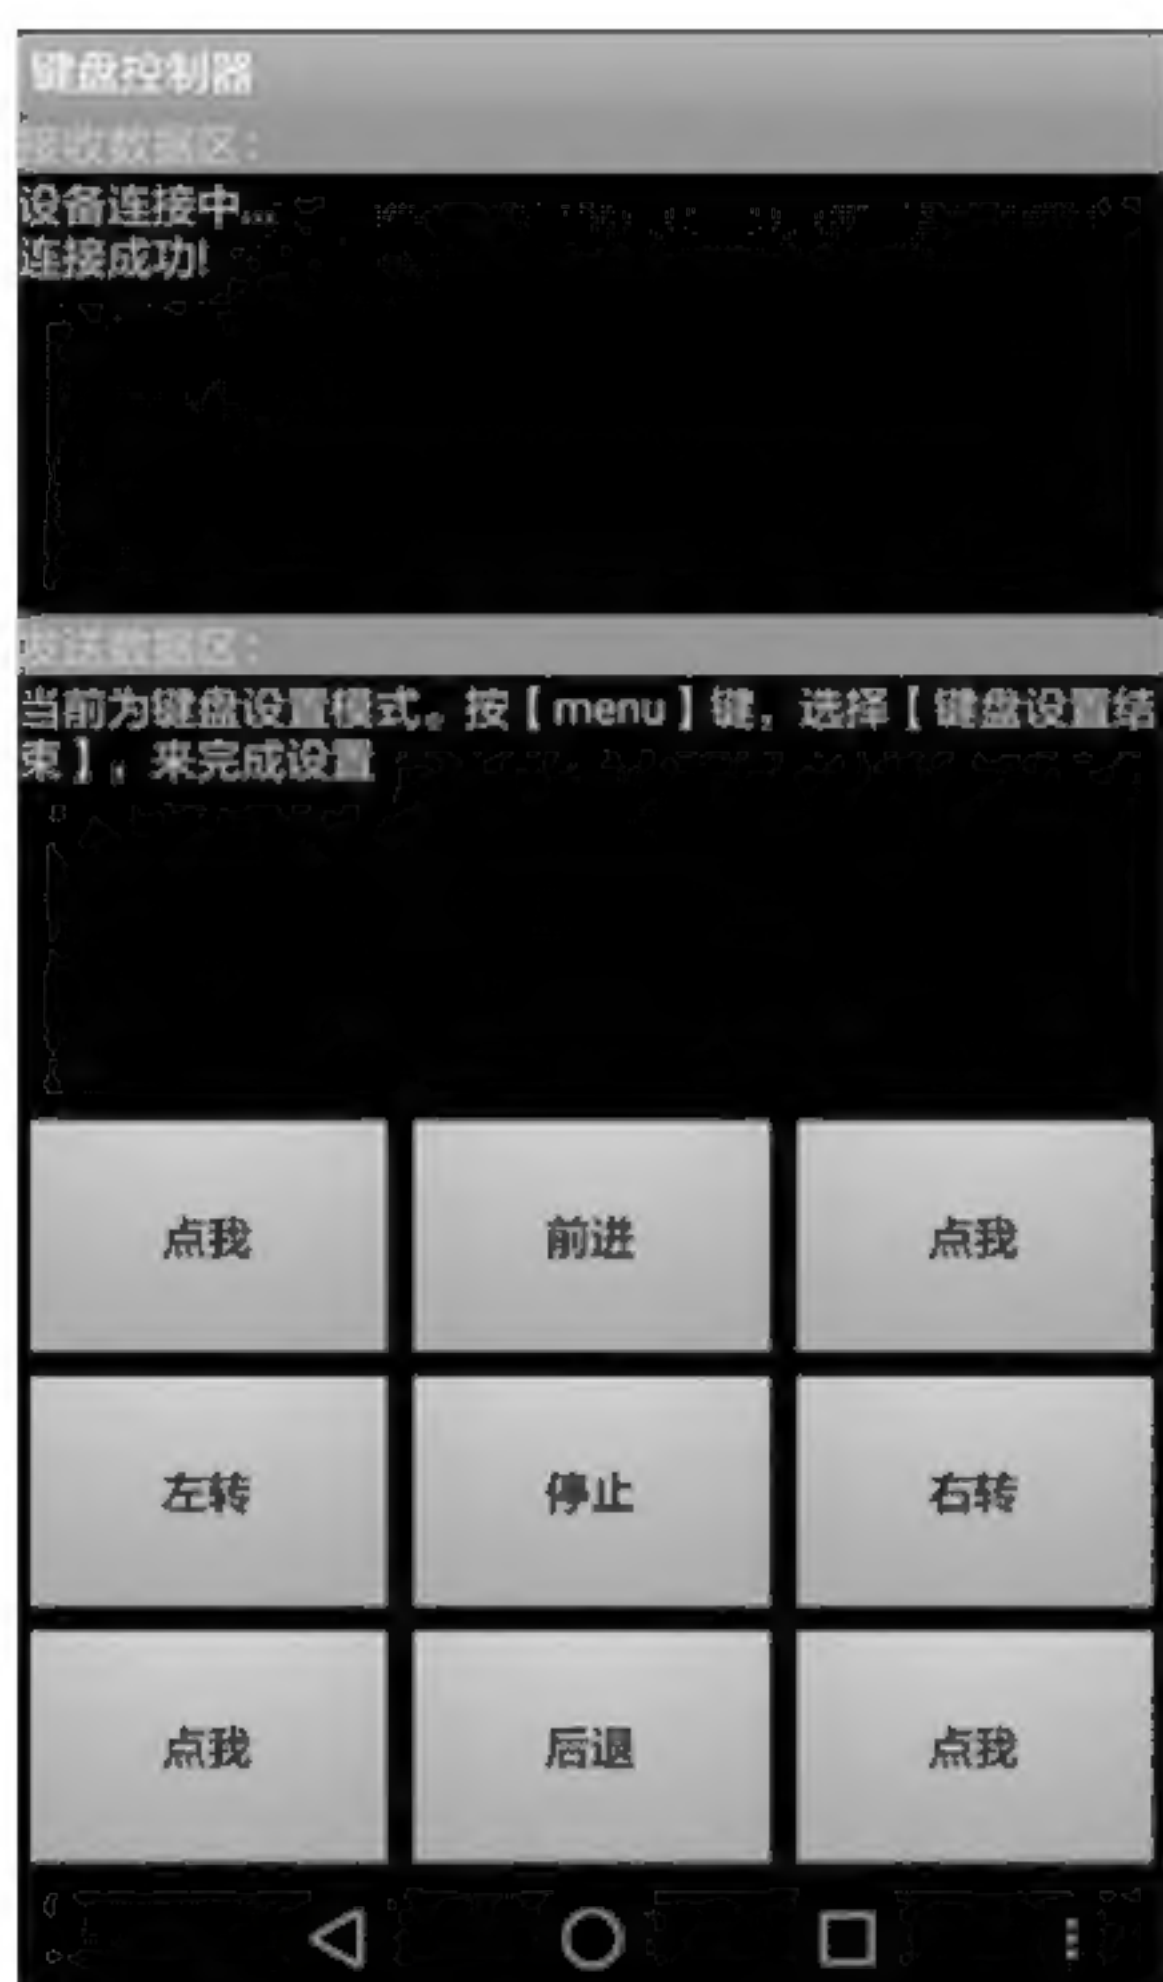 键盘控制器
接收数据区：
设备连接中...
连接成功!
发送数据区：
当前为键盘设置模式。按【menu】键，选择【键盘设置结
束】，来完成设置
点我 前进 点我
左转 停止 右转
点我 后退 点我